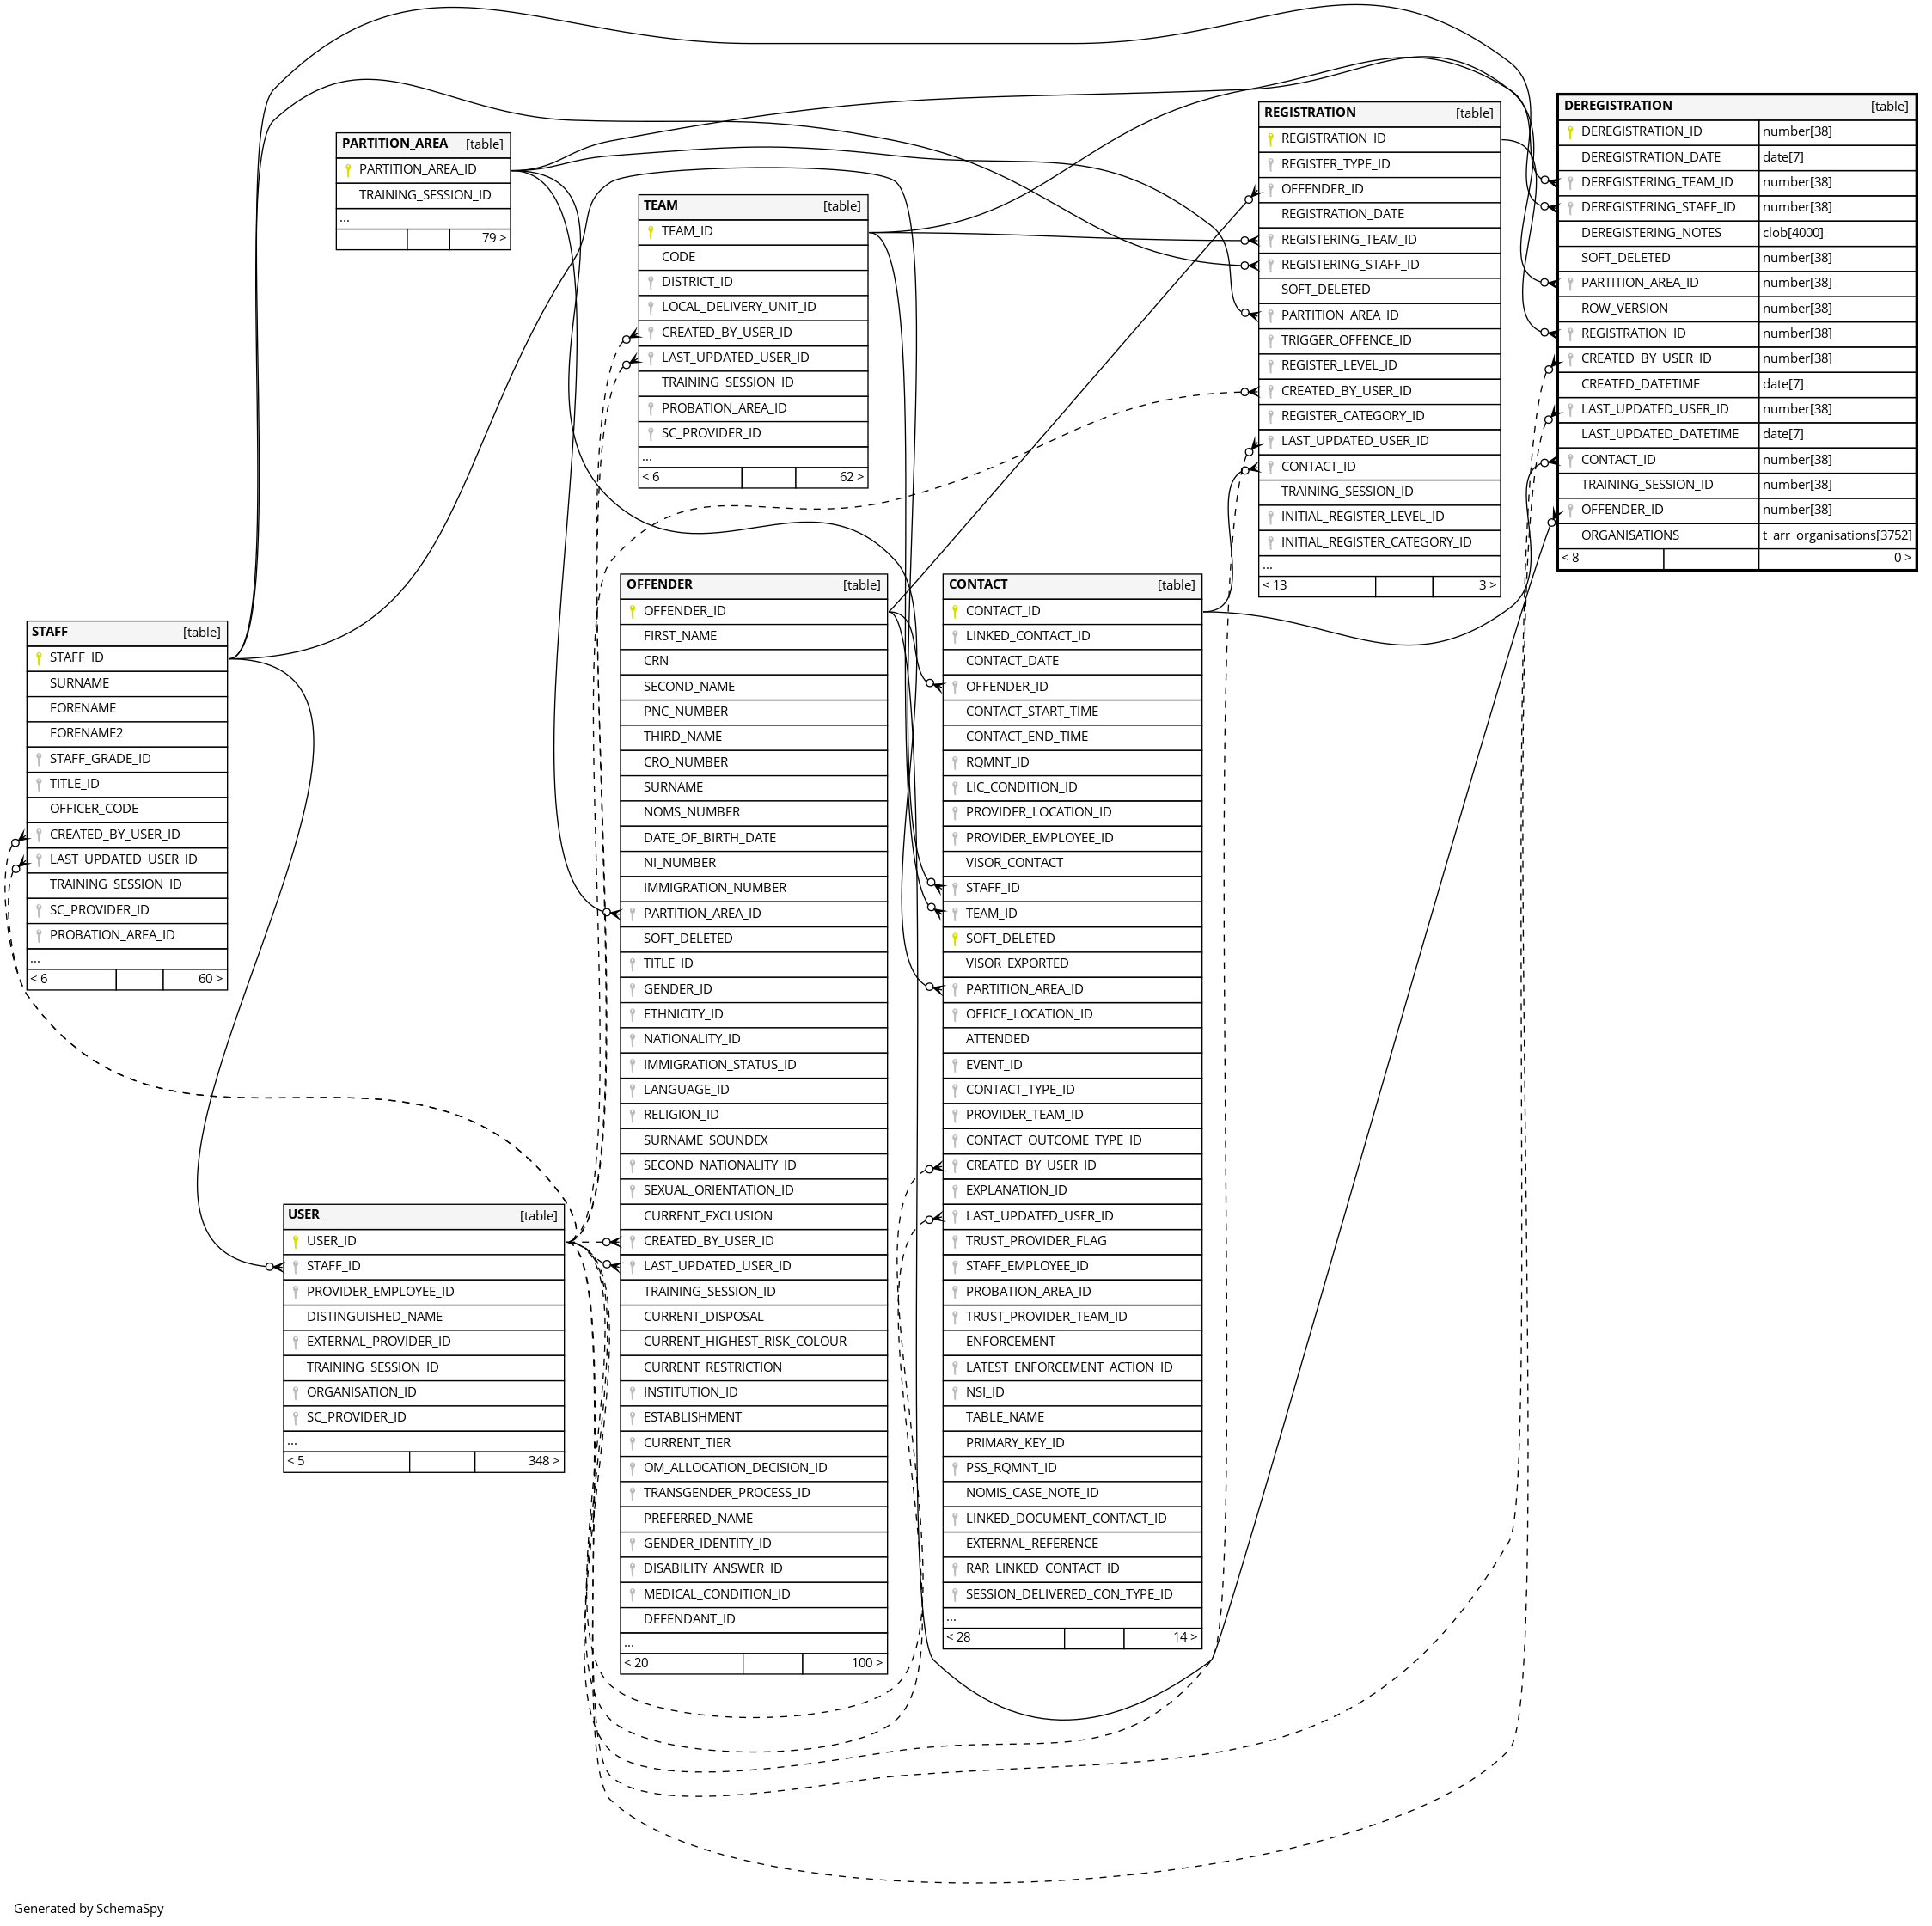 PARTITION_AREA [table]
PARTITION_AREA_ID
TRAINING_SESSION_ID
...
79 >
TEAM [table]
TEAM_ID
CODE
DISTRICT_ID
LOCAL_DELIVERY_UNIT_ID
CREATED_BY_USER_ID
LAST_UPDATED_USER_ID
TRAINING_SESSION_ID
PROBATION_AREA_ID
SC_PROVIDER_ID
...
< 6 62 >
REGISTRATION [table]
REGISTRATION_ID
REGISTER_TYPE_ID
OFFENDER_ID
REGISTRATION_DATE
REGISTERING_TEAM_ID
REGISTERING_STAFF_ID
SOFT_DELETED
PARTITION_AREA_ID
TRIGGER_OFFENCE_ID
REGISTER_LEVEL_ID
CREATED_BY_USER_ID
REGISTER_CATEGORY_ID
LAST_UPDATED_USER_ID
CONTACT_ID
TRAINING_SESSION_ID
INITIAL_REGISTER_LEVEL_ID
INITIAL_REGISTER_CATEGORY_ID
...
< 13 3 >
DEREGISTRATION [table]
DEREGISTRATION_ID number[38]
DEREGISTRATION_DATE date[7]
DEREGISTERING_TEAM_ID number[38]
DEREGISTERING_STAFF_ID number[38]
DEREGISTERING_NOTES clob[4000]
SOFT_DELETED number[38]
PARTITION_AREA_ID number[38]
ROW_VERSION number[38]
REGISTRATION_ID number[38]
CREATED_BY_USER_ID number[38]
CREATED_DATETIME date[7]
LAST_UPDATED_USER_ID number[38]
LAST_UPDATED_DATETIME date[7]
CONTACT_ID number[38]
TRAINING_SESSION_ID number[38]
OFFENDER_ID number[38]
ORGANISATIONS t_arr_organisations[3752]
< 8 0 >
STAFF [table]
STAFF_ID
SURNAME
FORENAME
FORENAME2
STAFF_GRADE_ID
TITLE_ID
OFFICER_CODE
CREATED_BY_USER_ID
LAST_UPDATED_USER_ID
TRAINING_SESSION_ID
SC_PROVIDER_ID
PROBATION_AREA_ID
...
< 6 60 >
OFFENDER [table]
OFFENDER_ID
FIRST_NAME
CRN
SECOND_NAME
PNC_NUMBER
THIRD_NAME
CRO_NUMBER
SURNAME
NOMS_NUMBER
DATE_OF_BIRTH_DATE
NI_NUMBER
IMMIGRATION_NUMBER
PARTITION_AREA_ID
SOFT_DELETED
TITLE_ID
GENDER_ID
ETHNICITY_ID
NATIONALITY_ID
IMMIGRATION_STATUS_ID
LANGUAGE_ID
RELIGION_ID
SURNAME_SOUNDEX
SECOND_NATIONALITY_ID
SEXUAL_ORIENTATION_ID
CURRENT_EXCLUSION
CREATED_BY_USER_ID
LAST_UPDATED_USER_ID
TRAINING_SESSION_ID
CURRENT_DISPOSAL
CURRENT_HIGHEST_RISK_COLOUR
CURRENT_RESTRICTION
INSTITUTION_ID
ESTABLISHMENT
CURRENT_TIER
OM_ALLOCATION_DECISION_ID
TRANSGENDER_PROCESS_ID
PREFERRED_NAME
GENDER_IDENTITY_ID
DISABILITY_ANSWER_ID
MEDICAL_CONDITION_ID
DEFENDANT_ID
...
< 20 100 >
CONTACT [table]
CONTACT_ID
LINKED_CONTACT_ID
CONTACT_DATE
OFFENDER_ID
CONTACT_START_TIME
CONTACT_END_TIME
RQMNT_ID
LIC_CONDITION_ID
PROVIDER_LOCATION_ID
PROVIDER_EMPLOYEE_ID
VISOR_CONTACT
STAFF_ID
TEAM_ID
SOFT_DELETED
VISOR_EXPORTED
PARTITION_AREA_ID
OFFICE_LOCATION_ID
ATTENDED
EVENT_ID
CONTACT_TYPE_ID
PROVIDER_TEAM_ID
CONTACT_OUTCOME_TYPE_ID
CREATED_BY_USER_ID
EXPLANATION_ID
LAST_UPDATED_USER_ID
TRUST_PROVIDER_FLAG
STAFF_EMPLOYEE_ID
PROBATION_AREA_ID
TRUST_PROVIDER_TEAM_ID
ENFORCEMENT
LATEST_ENFORCEMENT_ACTION_ID
NSI_ID
TABLE_NAME
PRIMARY_KEY_ID
PSS_RQMNT_ID
NOMIS_CASE_NOTE_ID
LINKED_DOCUMENT_CONTACT_ID
EXTERNAL_REFERENCE
RAR_LINKED_CONTACT_ID
SESSION_DELIVERED_CON_TYPE_ID
...
< 28 14 >
USER_ [table]
USER_ID
STAFF_ID
PROVIDER_EMPLOYEE_ID
DISTINGUISHED_NAME
EXTERNAL_PROVIDER_ID
TRAINING_SESSION_ID
ORGANISATION_ID
SC_PROVIDER_ID
...
< 5 348 >
Generated by SchemaSpy